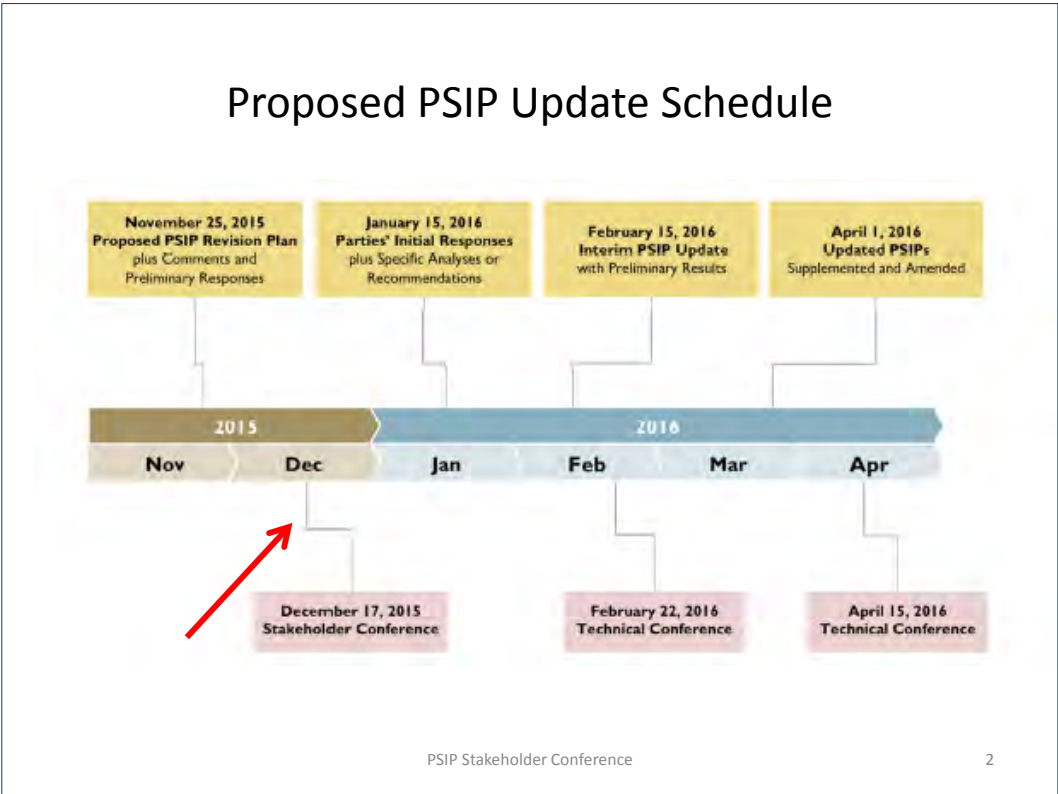 Proposed PSIP Update Schedule
November 25, 2015
Proposed PSIP Revision Plan
plus Comments and
Preliminary Responses
January 15, 2016
Parties' Initial Responses
plus Specific Analyses or
Recommendations
February 15, 2016
Interim PSIP Update
with Preliminary Results
April 1, 2016
Updated PSIPs
Supplemented and Amended
2015
2016
Nov
Dec
Jan
Feb
Mar
Apr
December 17, 2015
Stakeholder Conference
February 22, 2016
Technical Conference
April 15, 2016
Technical Conference
PSIP Stakeholder Conference
2